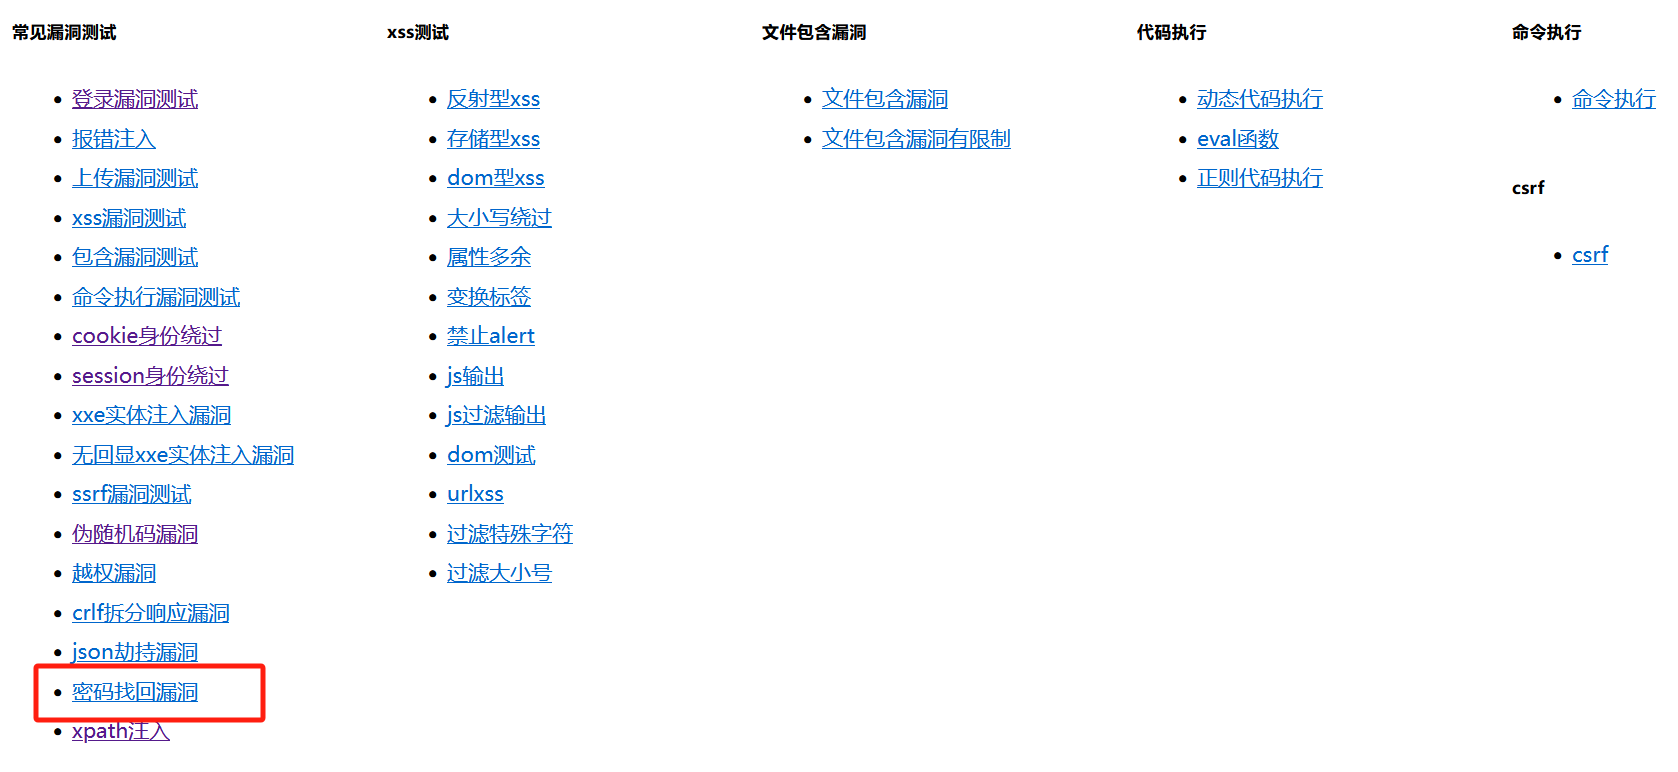 常见漏洞测试
登录漏洞测试
报错注入
上传漏洞测试
xss漏洞测试
包含漏洞测试
命令执行漏洞测试
cookie身份绕过
session身份绕过
xxe实体注入漏洞
无回显xxe实体注入漏洞
ssrf漏洞测试
伪随机码漏洞
越权漏洞
crlf拆分响应漏洞
json劫持漏洞
密码找回漏洞
xpath注入
xss测试
反射型xss
存储型xss
dom型xss
大小写绕过
属性多余
变换标签
禁止alert
js输出
js过滤输出
dom测试
urlxss
过滤特殊字符
过滤大小号
文件包含漏洞
文件包含漏洞
文件包含漏洞有限制
代码执行
动态代码执行
eval函数
正则代码执行
命令执行
命令执行
csrf
csrf